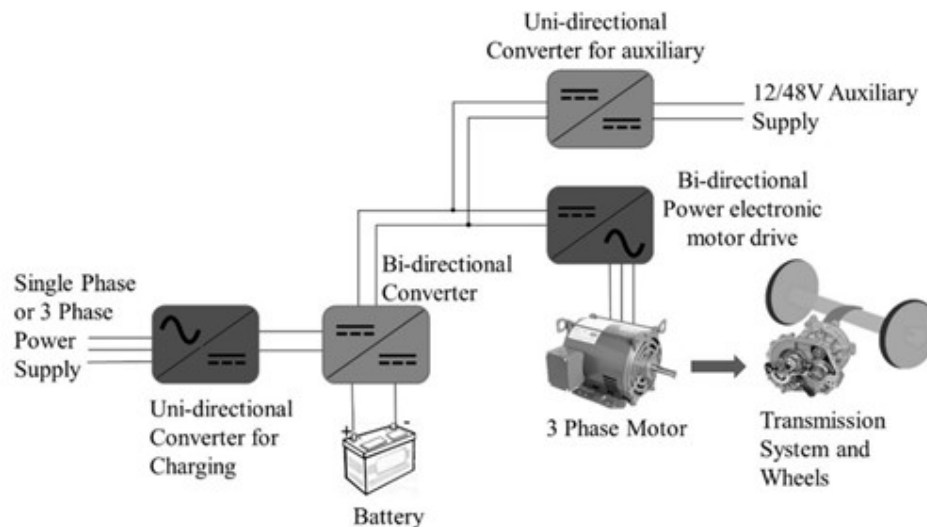 Uni-directional
Converter for auxiliary
12/48V Auxiliary
Supply
Bi-directional
Power electronic
motor drive
Bi-directional
Converter
Single Phase
or 3 Phase
Power
Supply
Uni-directional
Converter for
Charging
+ -
Battery
3 Phase Motor
Transmission
System and
Wheels